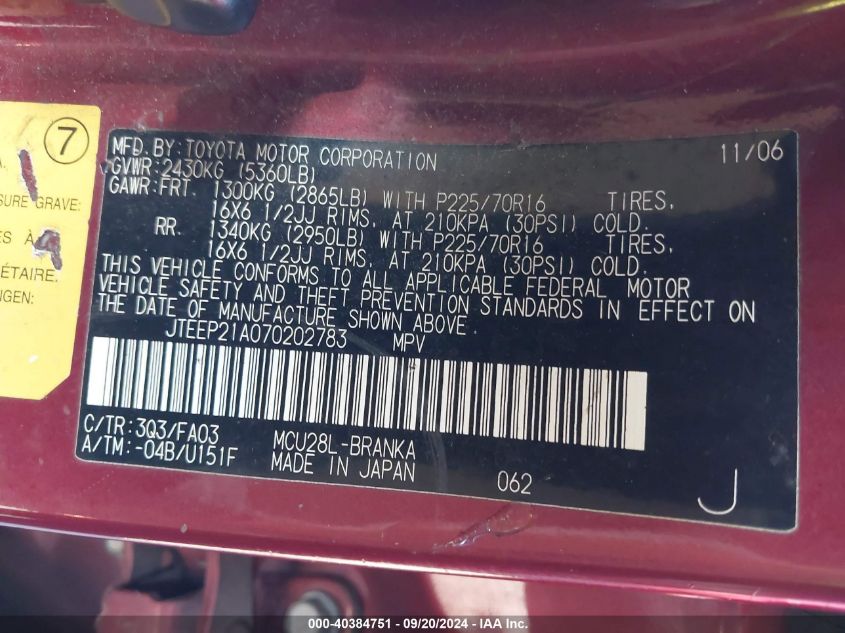 7
SURE GRAVE:
MFD. BY: TOYOTA MOTOR CORPORATION 11/06
GVWR: 2430KG (5360LB)
GAWR: FRT. 1300KG (2865LB) WITH P225/70R16 TIRES,
16X6 1/2JJ RIMS, AT 210KPA (30PSI) COLD.
RR. 1340KG (2950LB) WITH P225/70R16 TIRES,
16X6 1/2JJ RIMS, AT 210KPA (30PSI) COLD.
THIS VEHICLE CONFORMS TO ALL APPLICABLE FEDERAL MOTOR
VEHICLE SAFETY AND THEFT PREVENTION STANDARDS IN EFFECT ON
THE DATE OF MANUFACTURE SHOWN ABOVE.
JTEEP21A070202783 MPV
C/TR: 3Q3/FA03 MCU28L-BRANKA
A/TM: -04B/U151F MADE IN JAPAN 062
J
000-40384751 — 09/20/2024 — IAA Inc.